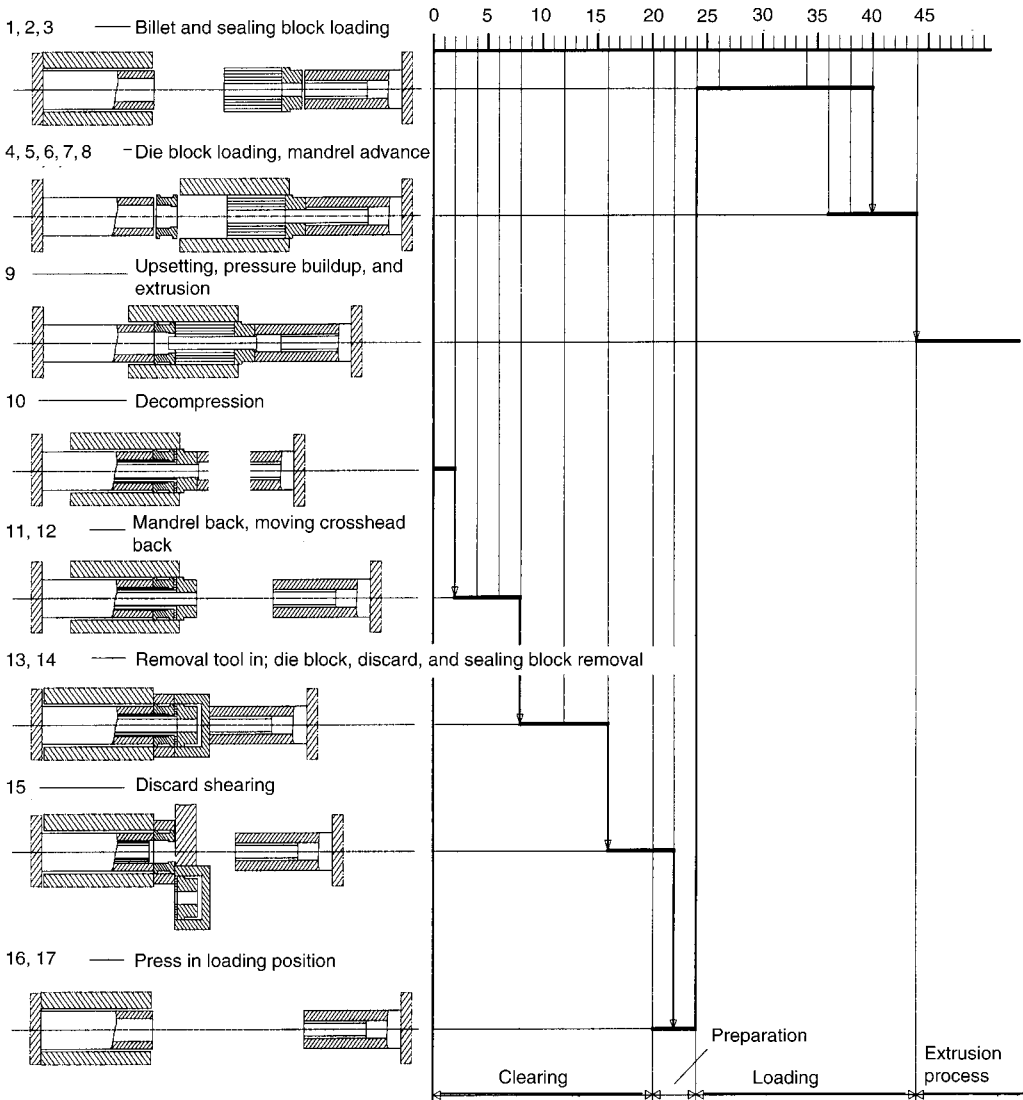 0 5 10 15 20 25 30 35 40 45
1, 2, 3 Billet and sealing block loading
4, 5, 6, 7, 8 Die block loading, mandrel advance
9 Upsetting, pressure buildup, and
extrusion
10 Decompression
11, 12 Mandrel back, moving crosshead
back
13, 14 Removal tool in; die block, discard, and sealing block removal
15 Discard shearing
16, 17 Press in loading position
Preparation
Clearing
Loading
Extrusion
process